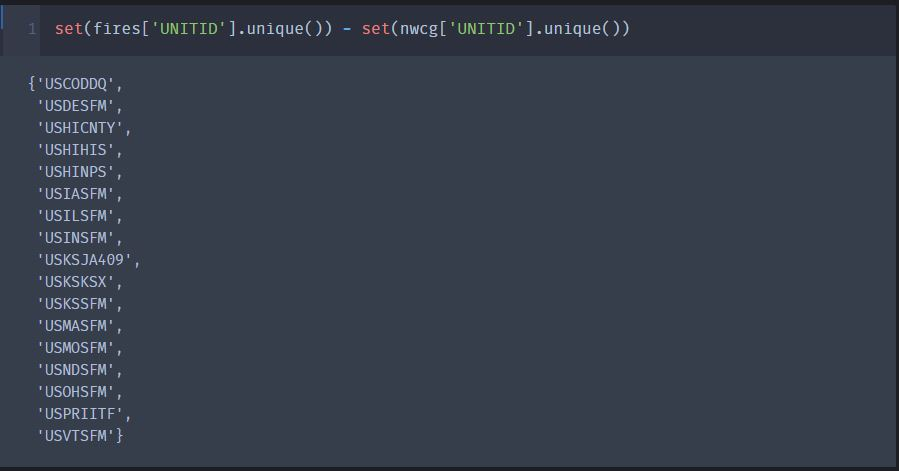 1 set(fires['UNITID'].unique()) - set(nwcg['UNITID'].unique())
{'USCODDQ',
'USDESFM',
'USHICNTY',
'USHIHIS',
'USHINPS',
'USIASFM',
'USILSFM',
'USINSFM',
'USKSJA409',
'USKSKSX',
'USKSSFM',
'USMASFM',
'USMOSFM',
'USNDSFM',
'USOHSFM',
'USPRIITF',
'USVTSFM'}